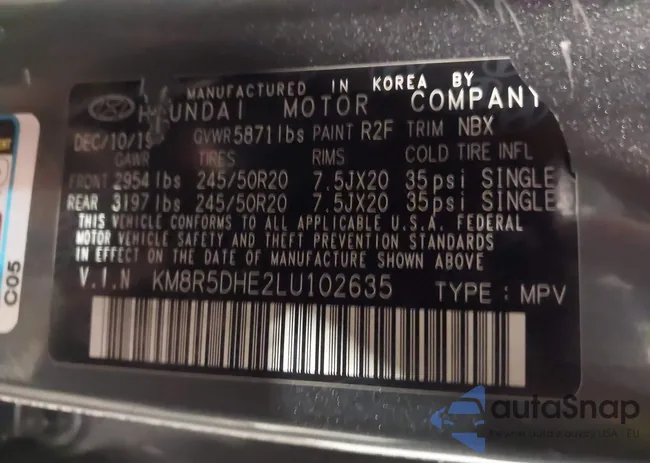 MANUFACTURED IN KOREA BY
HYUNDAI MOTOR COMPANY
DEC/10/19 GVWR 5871lbs PAINT R2F TRIM NBX
GAWR TIRES RIMS COLD TIRE INFL
FRONT 2954 lbs 245/50R20 7.5JX20 35psi SINGLE
REAR 3197 lbs 245/50R20 7.5JX20 35psi SINGLE
THIS VEHICLE CONFORMS TO ALL APPLICABLE U.S.A. FEDERAL
MOTOR VEHICLE SAFETY AND THEFT PREVENTION STANDARDS
IN EFFECT ON THE DATE OF MANUFACTURE SHOWN ABOVE
V.I.N KM8R5DHE2LU102635 TYPE : MPV
C05
autaSnap